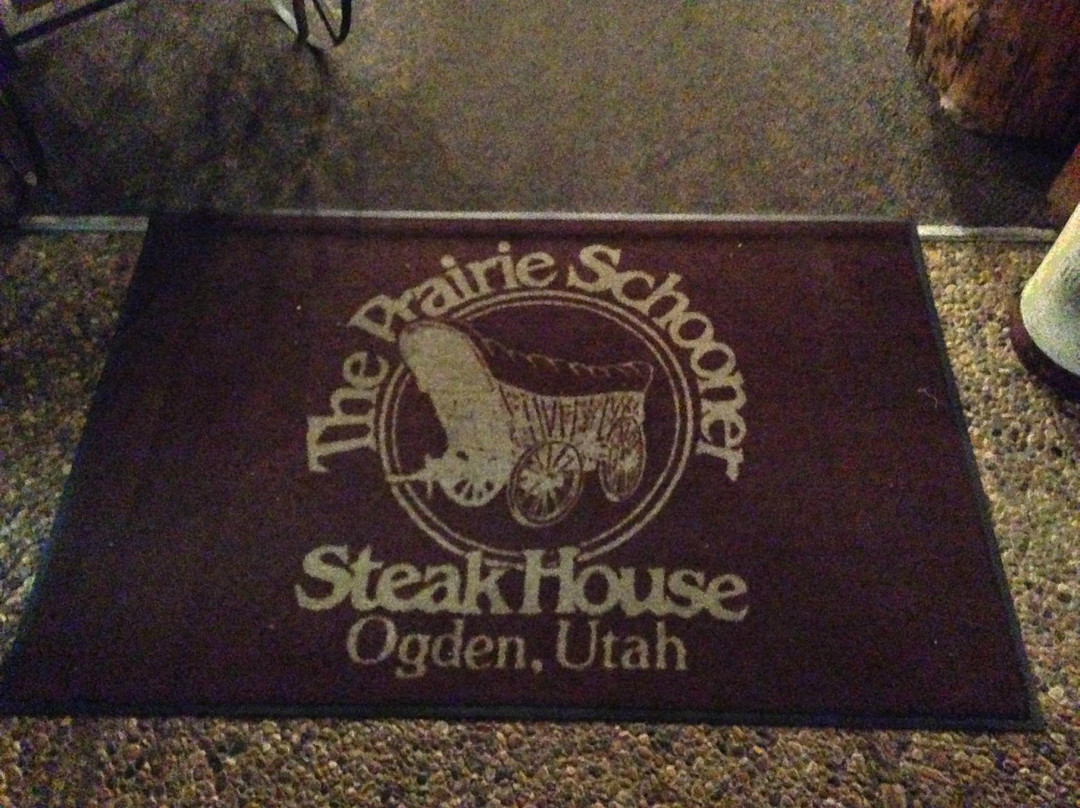 The Prairie Schooner
Steak House
Ogden, Utah